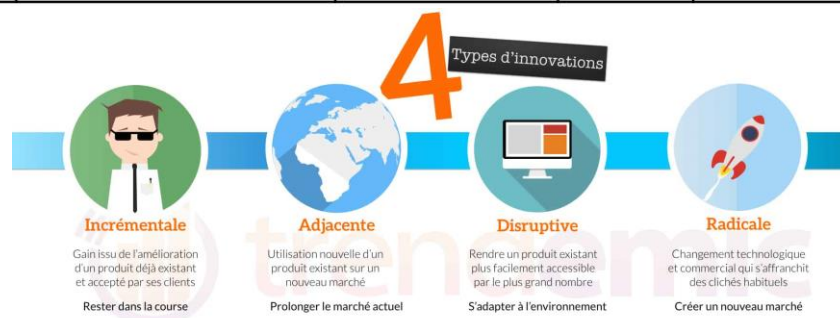 4
Types d'innovations
Incrémentale
Gain issu de l'amélioration
d'un produit déjà existant
et accepté par ses clients
Rester dans la course
Adjacente
Utilisation nouvelle d'un
produit existant sur un
nouveau marché
Prolonger le marché actuel
Disruptive
Rendre un produit existant
plus facilement accessible
par le plus grand nombre
S'adapter à l'environnement
Radicale
Changement technologique
et commercial qui s'affranchit
des clichés habituels
Créer un nouveau marché
trendemic